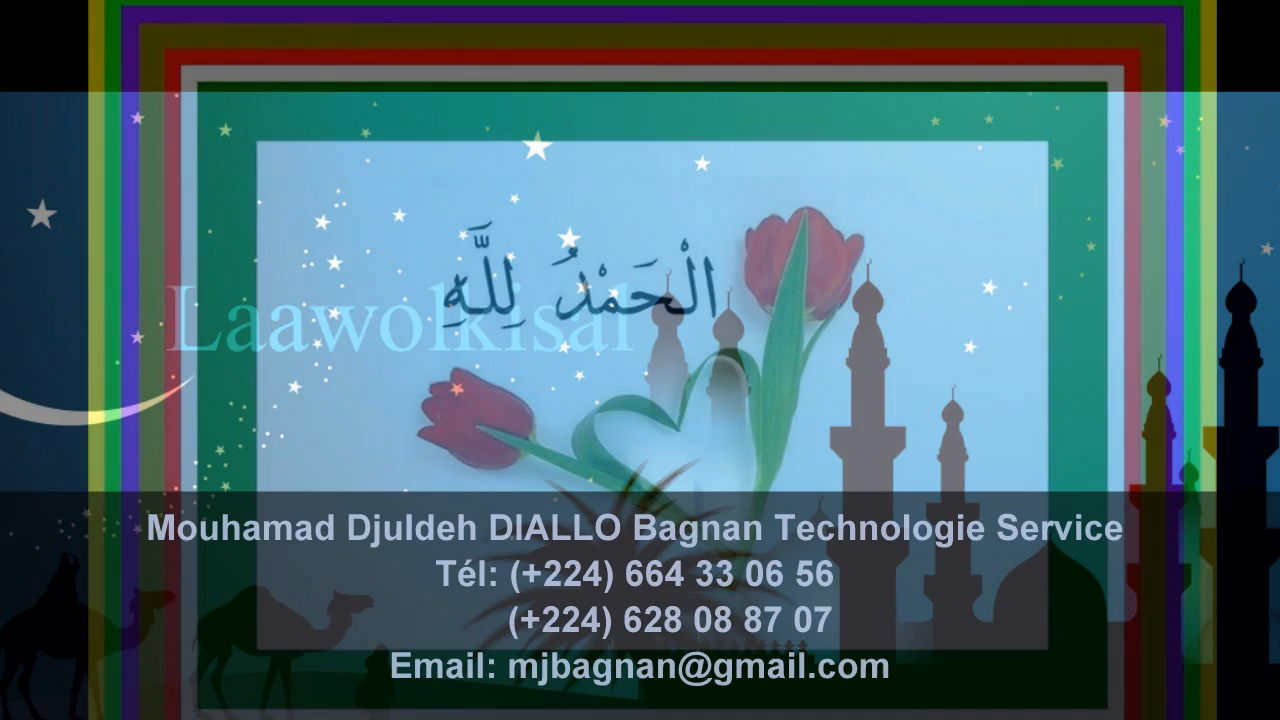 الْحَمْدُ لِلَّهِ
Laawolkisal
Mouhamad Djuldeh DIALLO Bagnan Technologie Service
Tél: (+224) 664 33 06 56
(+224) 628 08 87 07
Email: mjbagnan@gmail.com